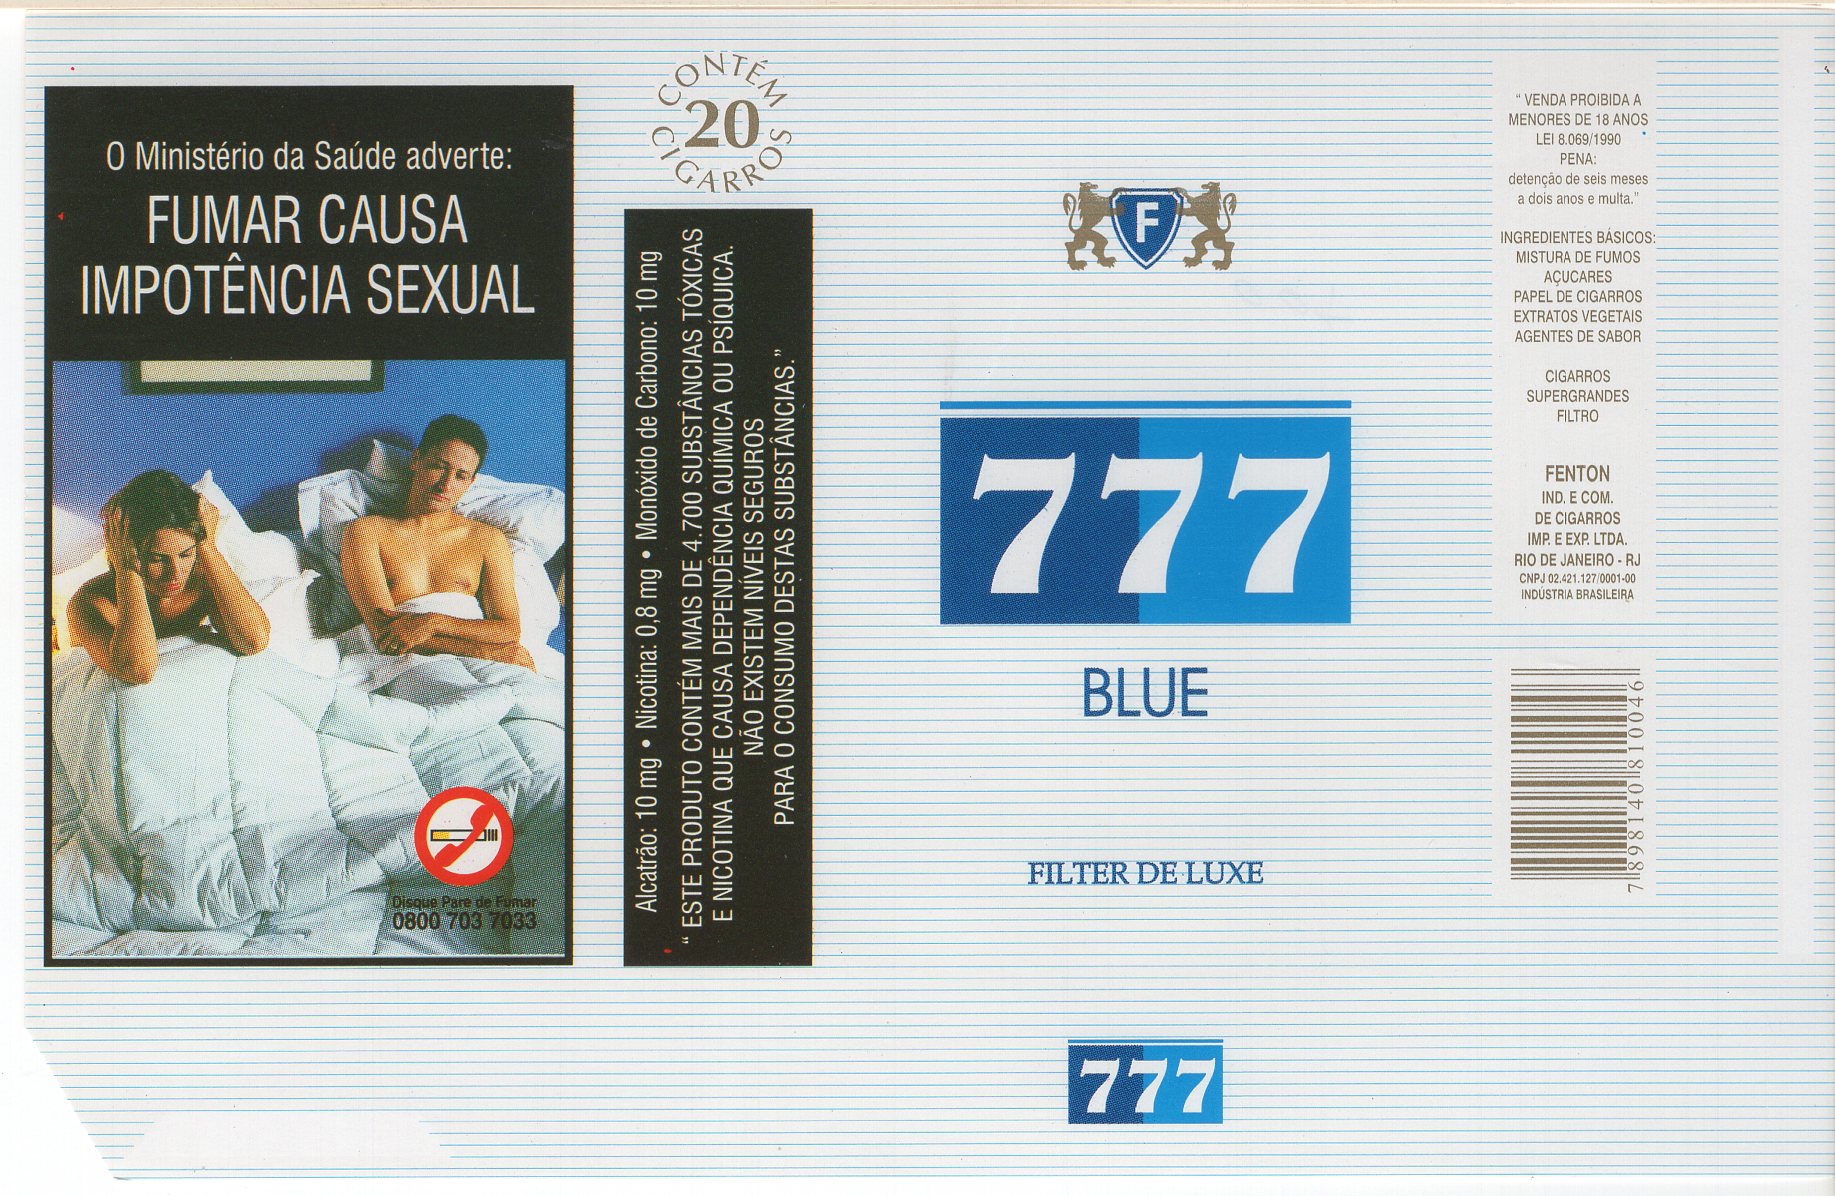 O Ministério da Saúde adverte:
FUMAR CAUSA
IMPOTÊNCIA SEXUAL
Disque Pare de Fumar
0800 703 7033
CONTÉM
20
CIGARROS
Alcatrão: 10 mg • Nicotina: 0,8 mg • Monóxido de Carbono: 10 mg
“ ESTE PRODUTO CONTÉM MAIS DE 4.700 SUBSTÂNCIAS TÓXICAS
E NICOTINA QUE CAUSA DEPENDÊNCIA QUÍMICA OU PSÍQUICA.
NÃO EXISTEM NÍVEIS SEGUROS
PARA O CONSUMO DESTAS SUBSTÂNCIAS.”
F
777
BLUE
FILTER DE LUXE
777
“ VENDA PROIBIDA A
MENORES DE 18 ANOS
LEI 8.069/1990
PENA:
detenção de seis meses
a dois anos e multa.”
INGREDIENTES BÁSICOS:
MISTURA DE FUMOS
AÇUCARES
PAPEL DE CIGARROS
EXTRATOS VEGETAIS
AGENTES DE SABOR
CIGARROS
SUPERGRANDES
FILTRO
FENTON
IND. E COM.
DE CIGARROS
IMP. E EXP. LTDA.
RIO DE JANEIRO - RJ
CNPJ 02.421.127/0001-00
INDÚSTRIA BRASILEIRA
7 898140 810046